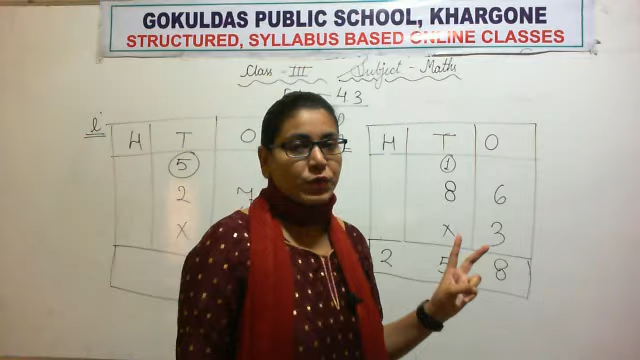 GOKULDAS PUBLIC SCHOOL, KHARGONE
STRUCTURED, SYLLABUS BASED ONLINE CLASSES
Class - III Subject - Maths
43
H T O
5
2 7
x
H T O
1
8 6
x 3
2 5 8